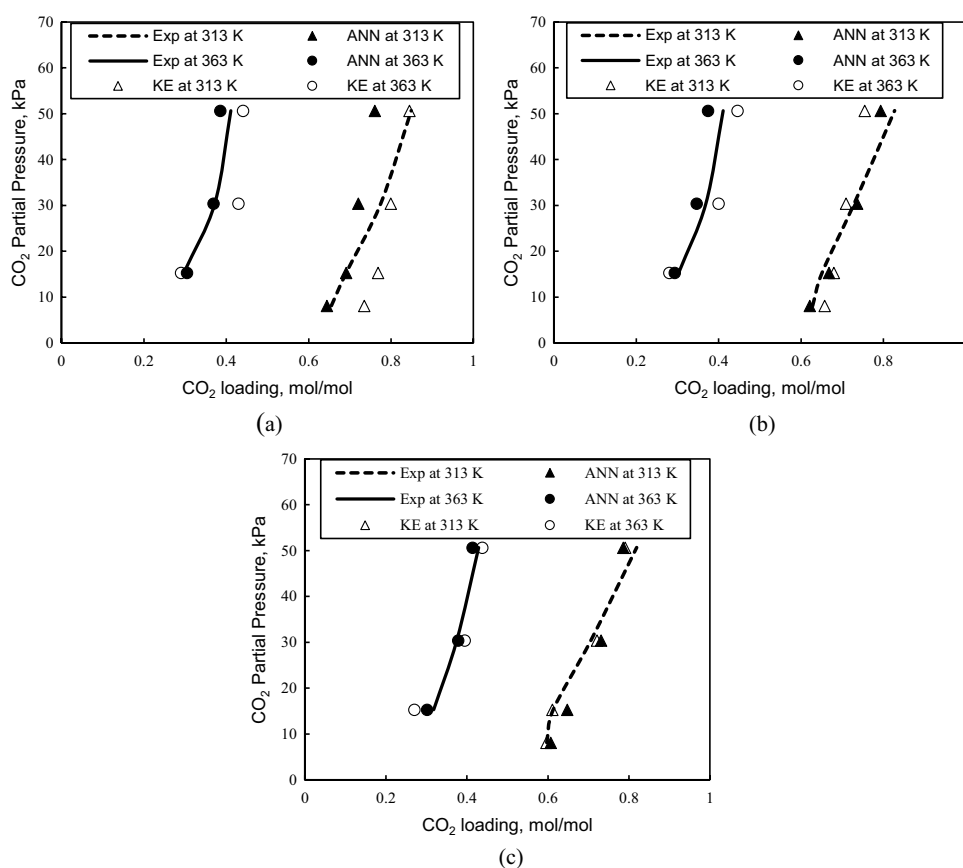 70
60
50
40
30
20
10
0
CO₂ Partial Pressure, kPa
Exp at 313 K
ANN at 313 K
Exp at 363 K
ANN at 363 K
KE at 313 K
KE at 363 K
0 0.2 0.4 0.6 0.8 1
CO₂ loading, mol/mol
(a)
70
60
50
40
30
20
10
0
CO₂ Partial Pressure, kPa
Exp at 313 K
ANN at 313 K
Exp at 363 K
ANN at 363 K
KE at 313 K
KE at 363 K
0 0.2 0.4 0.6 0.8
CO₂ loading, mol/mol
(b)
70
60
50
40
30
20
10
0
CO₂ Partial Pressure, kPa
Exp at 313 K
ANN at 313 K
Exp at 363 K
ANN at 363 K
KE at 313 K
KE at 363 K
0 0.2 0.4 0.6 0.8 1
CO₂ loading, mol/mol
(c)